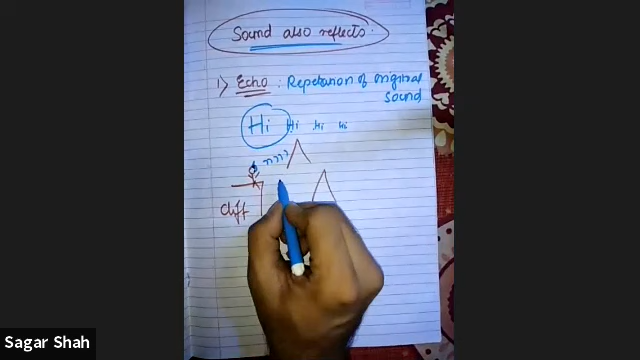 Sound also reflects.
1) Echo : Repetation of original
sound
Hi Hi Hi Hi
Cliff
Sagar Shah